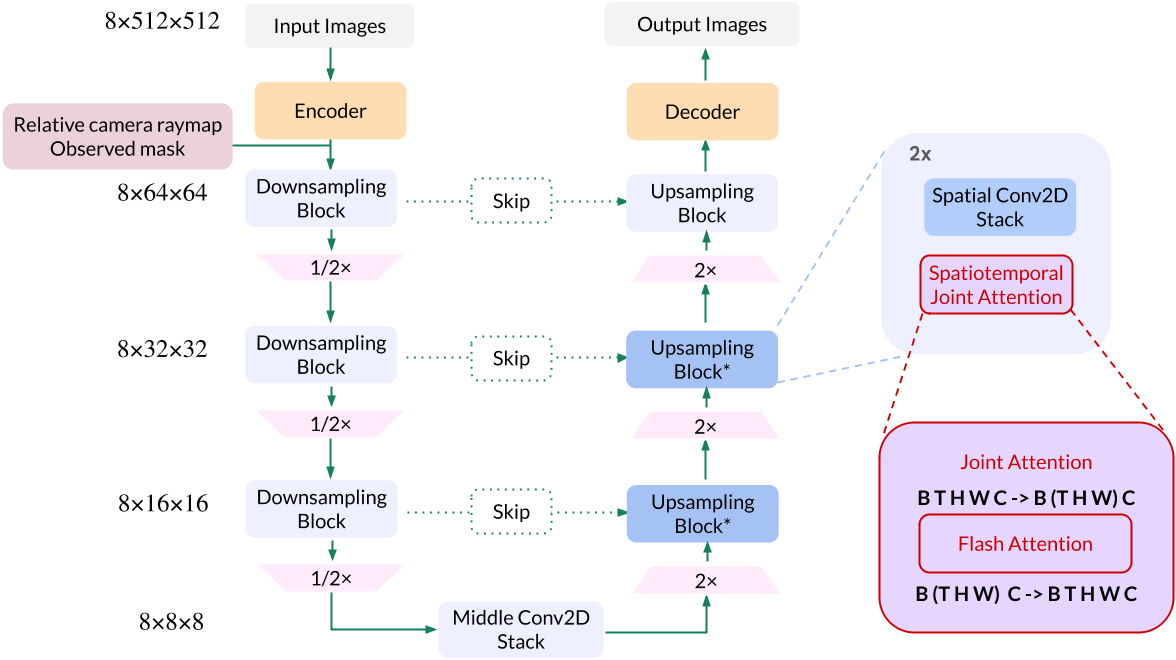 8×512×512
Input Images
Output Images
Encoder
Decoder
Relative camera raymap
Observed mask
2x
8×64×64
Downsampling
Block
Skip
Upsampling
Block
Spatial Conv2D
Stack
1/2×
2×
Spatiotemporal
Joint Attention
8×32×32
Downsampling
Block
Skip
Upsampling
Block*
1/2×
2×
Joint Attention
B T H W C -> B (T H W) C
8×16×16
Downsampling
Block
Skip
Upsampling
Block*
Flash Attention
1/2×
2×
B (T H W) C -> B T H W C
8×8×8
Middle Conv2D
Stack